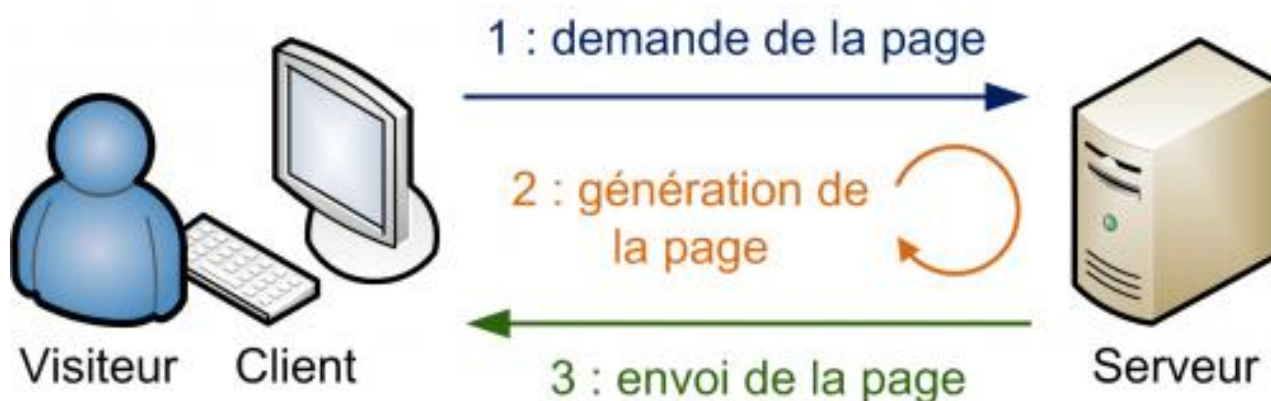 1 : demande de la page
2 : génération de
la page
3 : envoi de la page
Visiteur
Client
Serveur